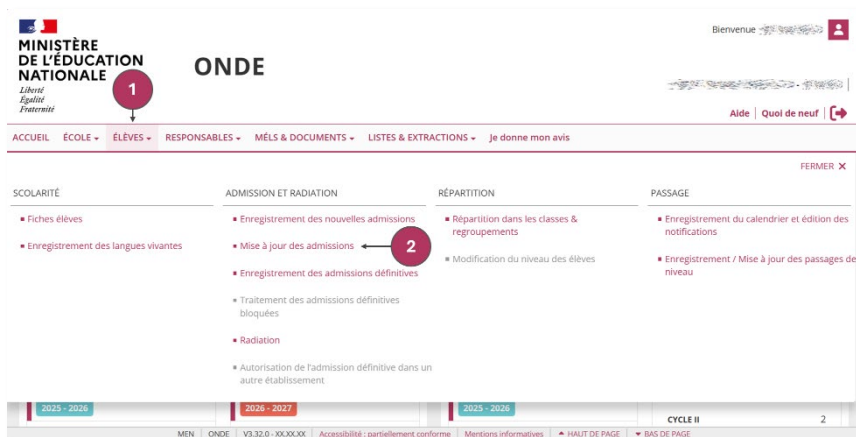 MINISTÈRE
DE L'ÉDUCATION
NATIONALE
Liberté
Égalité
Fraternité
ONDE
Bienvenue
Aide | Quoi de neuf
1
ACCUEIL ÉCOLE ÉLÈVES RESPONSABLES MÉLS & DOCUMENTS LISTES & EXTRACTIONS Je donne mon avis
FERMER X
SCOLARITÉ
Fiches élèves
Enregistrement des langues vivantes
ADMISSION ET RADIATION
Enregistrement des nouvelles admissions
Mise à jour des admissions
2
Enregistrement des admissions définitives
Traitement des admissions définitives
bloquées
Radiation
Autorisation de l'admission définitive dans un
autre établissement
RÉPARTITION
Répartition dans les classes &
regroupements
Modification du niveau des élèves
PASSAGE
Enregistrement du calendrier et édition des
notifications
Enregistrement / Mise à jour des passages de
niveau
2025 - 2026
2026 - 2027
2025 - 2026
CYCLE II 2
MEN | ONDE | V3.32.0 - XX.XX.XX | Accessibilité : partiellement conforme | Mentions informatives | HAUT DE PAGE | BAS DE PAGE